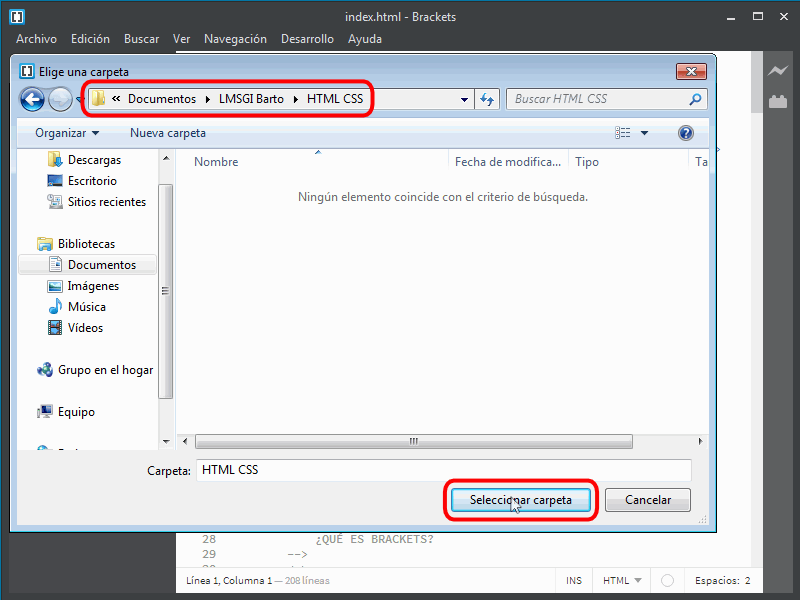 index.html - Brackets
Archivo Edición Buscar Ver Navegación Desarrollo Ayuda
Elige una carpeta
« Documentos LMSGI Barto HTML CSS
Buscar HTML CSS
Organizar Nueva carpeta
Descargas
Escritorio
Sitios recientes
Bibliotecas
Documentos
Imágenes
Música
Vídeos
Grupo en el hogar
Equipo
Nombre Fecha de modifica... Tipo Ta
Ningún elemento coincide con el criterio de búsqueda.
Carpeta: HTML CSS
Seleccionar carpeta Cancelar
28 ¿QUÉ ES BRACKETS?
29 -->
Línea 1, Columna 1 — 208 líneas INS HTML Espacios: 2